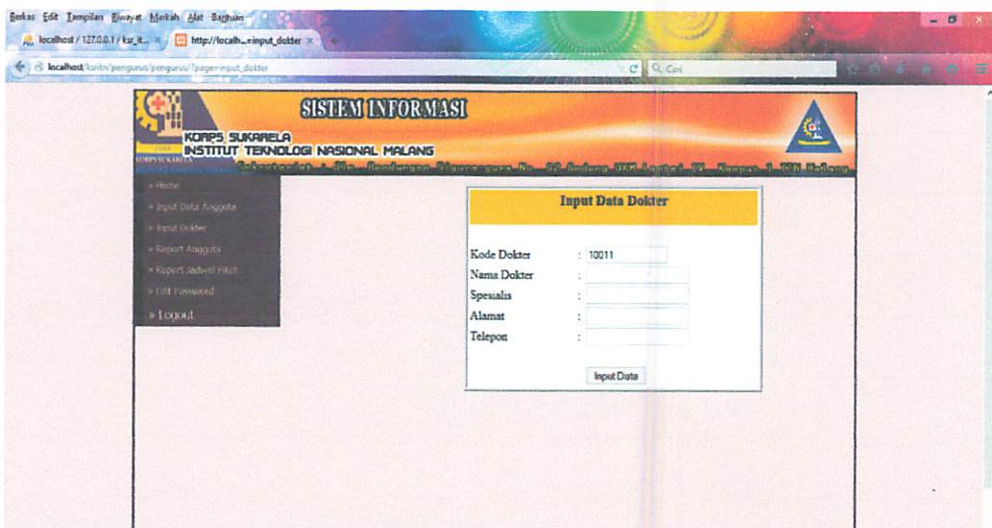 Berkas Edit Tampilan Riwayat Markah Alat Bantuan
localhost / 127.0.0.1 / ksr_it... × http://localh...=input_dokter ×
localhost/ksritn/pengurus/pengurus/?page=input_dokter Cari
SISTEM INFORMASI
KORPS SUKARELA
INSTITUT TEKNOLOGI NASIONAL MALANG
KORPS SUKARELA
» Home
» Input Data Anggota
» Input Dokter
» Report Anggota
» Report Jadwal Piket
» Edit Password
» Logout
Input Data Dokter
Kode Dokter : 10011
Nama Dokter :
Spesialis :
Alamat :
Telepon :
Input Data